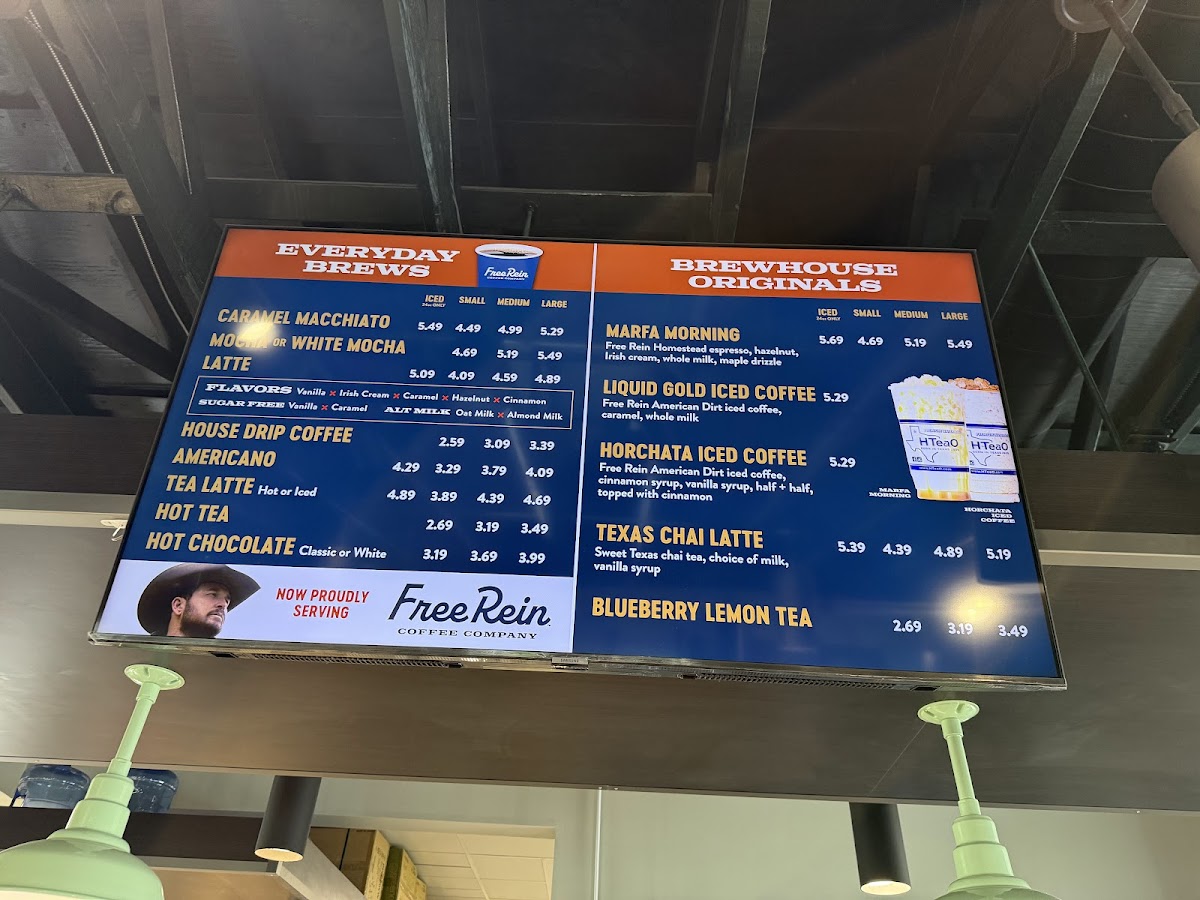 EVERYDAY
BREWS
Free Rein
COFFEE COMPANY
ICED SMALL MEDIUM LARGE
24oz ONLY
CARAMEL MACCHIATO 5.49 4.49 4.99 5.29
MOCHA OR WHITE MOCHA 4.69 5.19 5.49
LATTE 5.09 4.09 4.59 4.89
FLAVORS Vanilla × Irish Cream × Caramel × Hazelnut × Cinnamon
SUGAR FREE Vanilla × Caramel ALT MILK Oat Milk × Almond Milk
HOUSE DRIP COFFEE 2.59 3.09 3.39
AMERICANO 4.29 3.29 3.79 4.09
TEA LATTE Hot or Iced 4.89 3.89 4.39 4.69
HOT TEA 2.69 3.19 3.49
HOT CHOCOLATE Classic or White 3.19 3.69 3.99
NOW PROUDLY
SERVING
Free Rein
COFFEE COMPANY
BREWHOUSE
ORIGINALS
ICED SMALL MEDIUM LARGE
24oz ONLY
MARFA MORNING 5.69 4.69 5.19 5.49
Free Rein Homestead espresso, hazelnut,
Irish cream, whole milk, maple drizzle
LIQUID GOLD ICED COFFEE 5.29
Free Rein American Dirt iced coffee,
caramel, whole milk
HORCHATA ICED COFFEE 5.29
Free Rein American Dirt iced coffee,
cinnamon syrup, vanilla syrup, half + half,
topped with cinnamon
HTeaO HTeaO
MARFA
MORNING
HORCHATA
ICED
COFFEE
TEXAS CHAI LATTE 5.39 4.39 4.89 5.19
Sweet Texas chai tea, choice of milk,
vanilla syrup
BLUEBERRY LEMON TEA 2.69 3.19 3.49